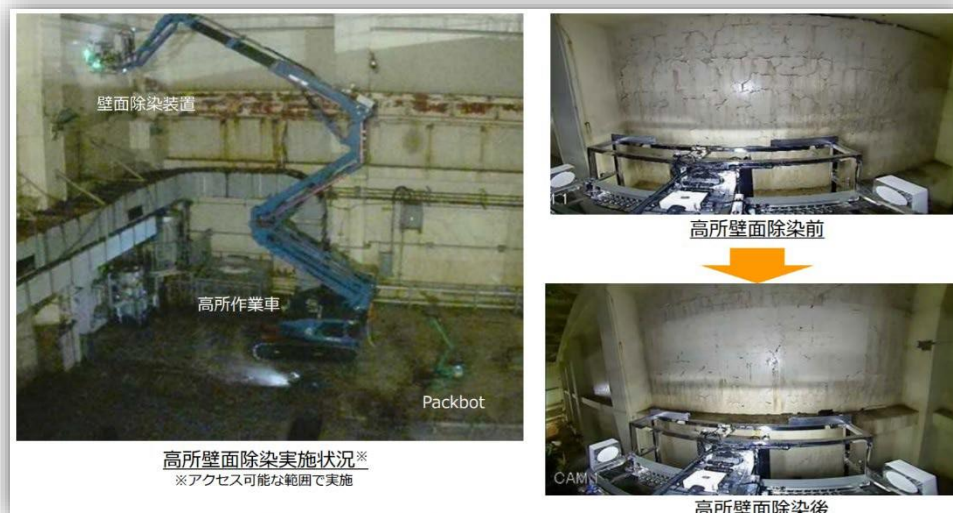 壁面除染装置
高所作業車
Packbot
高所壁面除染実施状況※
※アクセス可能な範囲で実施
高所壁面除染前
CAM1
高所壁面除染後